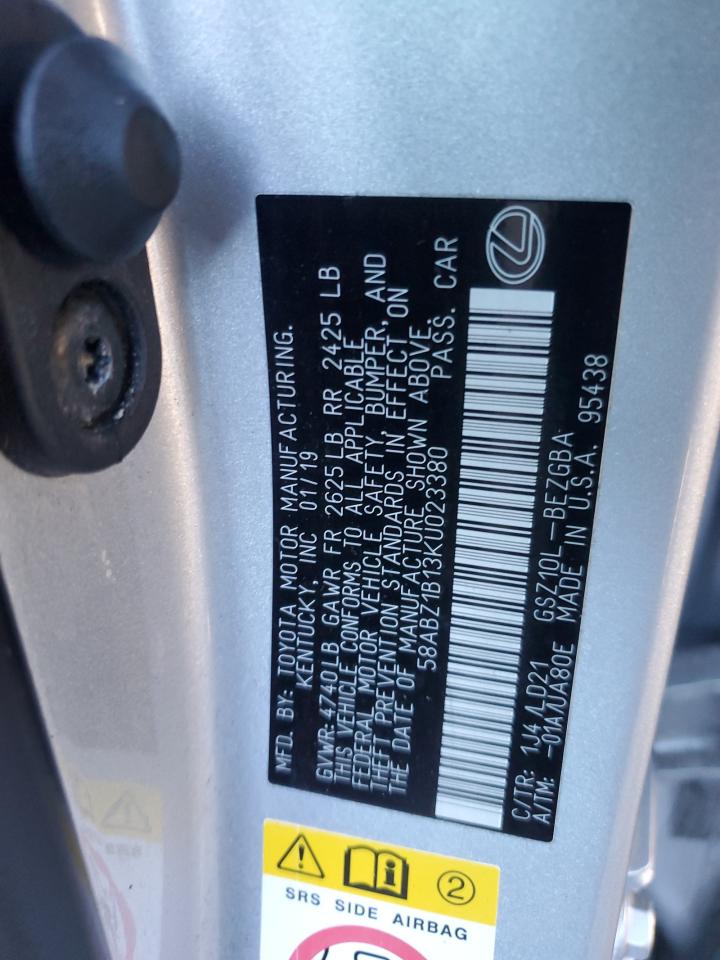 MFD. BY: TOYOTA MOTOR MANUFACTURING.
KENTUCKY, INC 01/19
GVWR 4740LB GAWR FR 2625 LB RR 2425 LB
THIS VEHICLE CONFORMS TO ALL APPLICABLE
FEDERAL MOTOR VEHICLE SAFETY, BUMPER, AND
THEFT PREVENTION STANDARDS IN EFFECT ON
THE DATE OF MANUFACTURE SHOWN ABOVE.
58ABZ1B13KU023380 PASS. CAR
C/TR: 1J4 /LD21 GSZ10L-BEZGBA
A/TM: -01A/UA80E MADE IN U.S.A. 95438
2
SRS SIDE AIRBAG